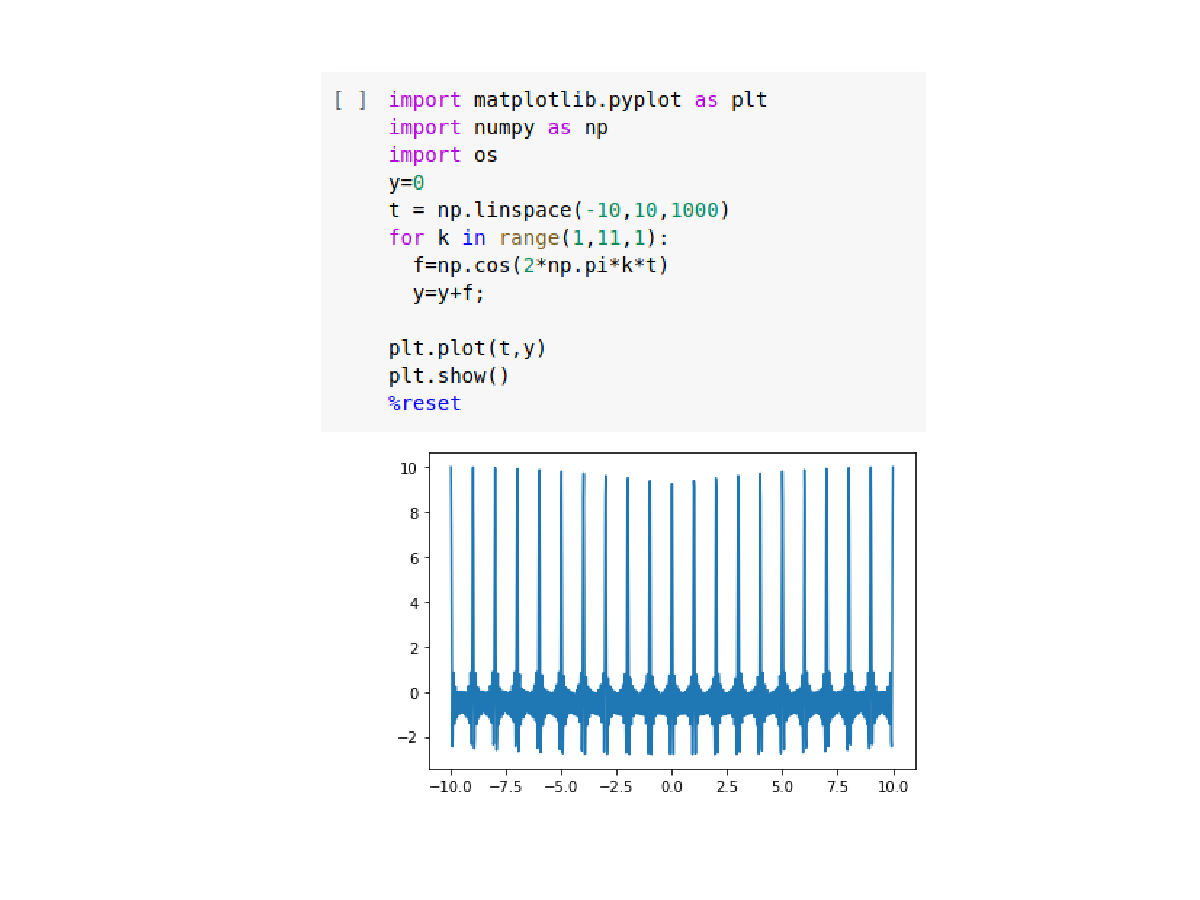 [ ] import matplotlib.pyplot as plt
import numpy as np
import os
y=0
t = np.linspace(-10,10,1000)
for k in range(1,11,1):
  f=np.cos(2*np.pi*k*t)
  y=y+f;

plt.plot(t,y)
plt.show()
%reset
10
8
6
4
2
0
−2
−10.0 −7.5 −5.0 −2.5 0.0 2.5 5.0 7.5 10.0